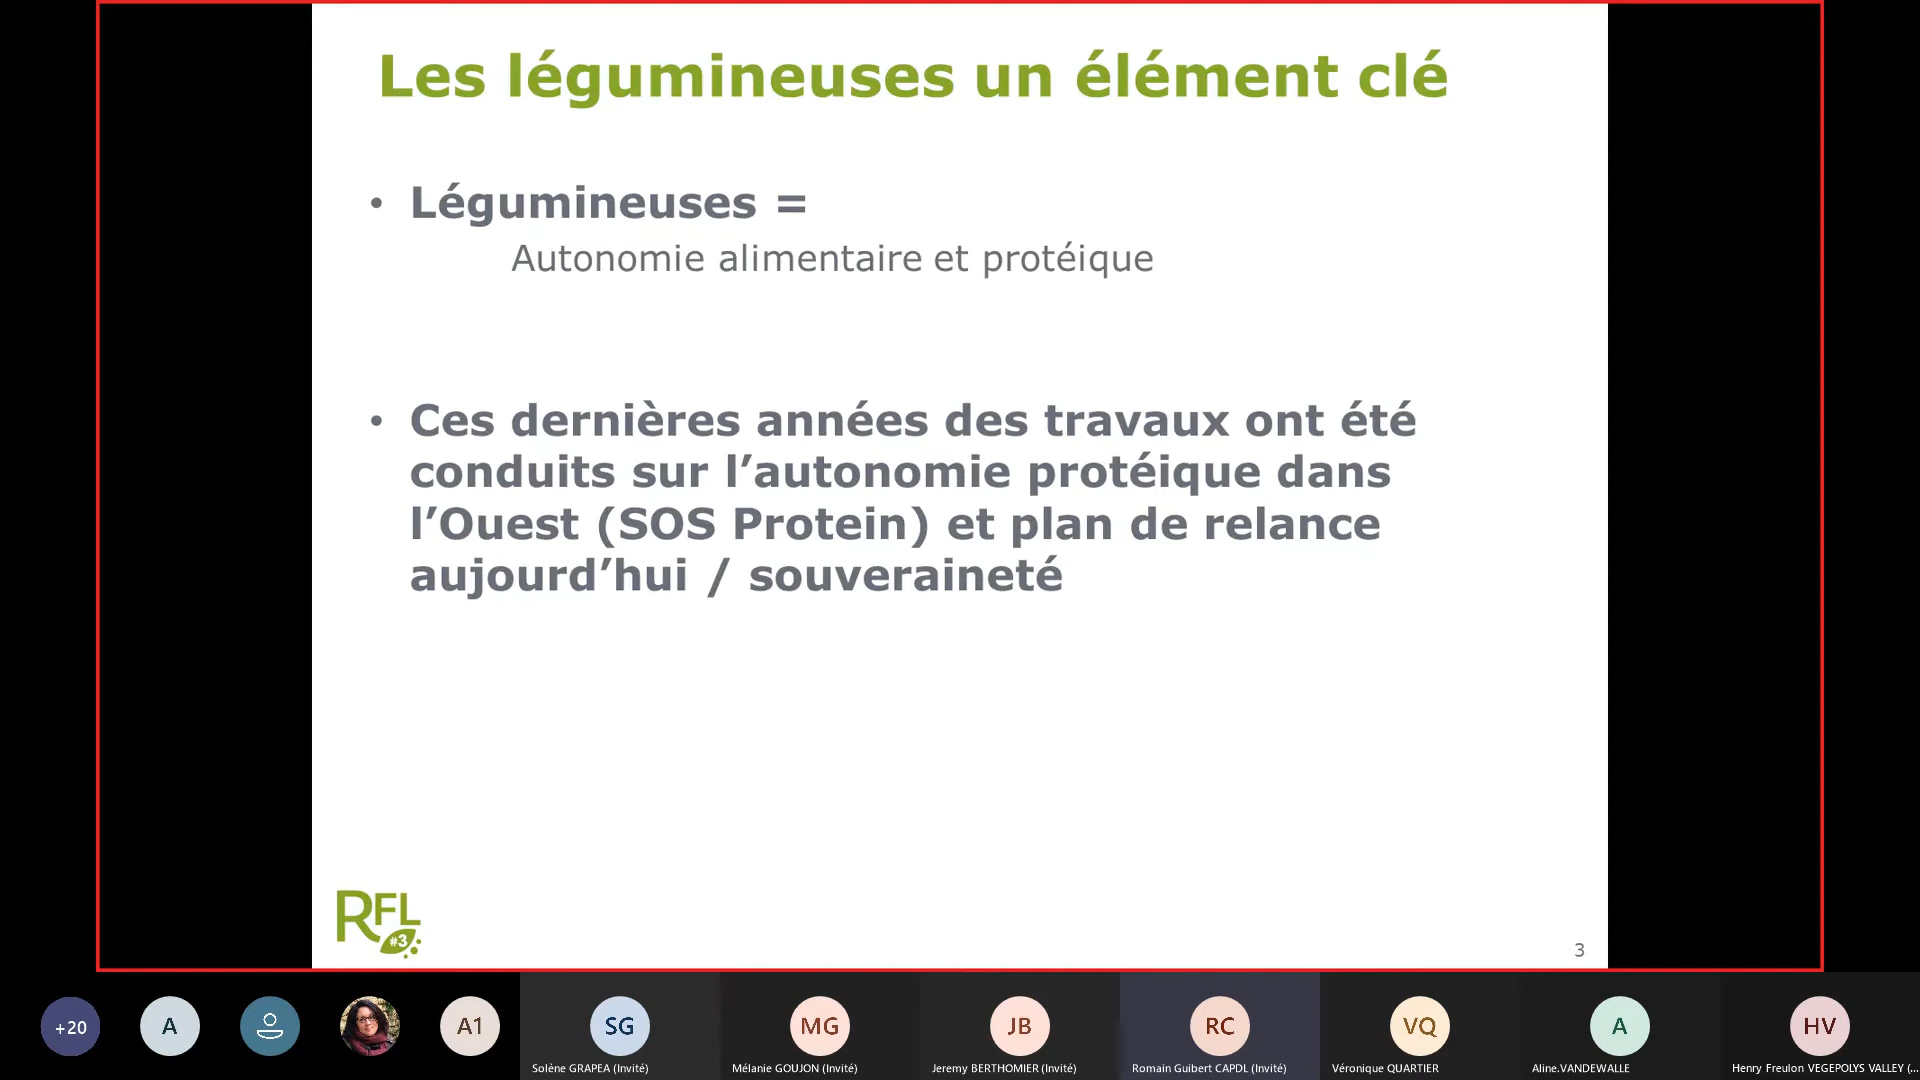 Les légumineuses un élément clé
• Légumineuses =
Autonomie alimentaire et protéique
• Ces dernières années des travaux ont été
conduits sur l’autonomie protéique dans
l’Ouest (SOS Protein) et plan de relance
aujourd’hui / souveraineté
RFL
#3
3
+20
A
A1
SG
MG
JB
RC
VQ
A
HV
Solène GRAPEA (Invité)
Mélanie GOUJON (Invité)
Jeremy BERTHOMIER (Invité)
Romain Guibert CAPDL (Invité)
Véronique QUARTIER
Aline.VANDEWALLE
Henry Freulon VEGEPOLYS VALLEY (...